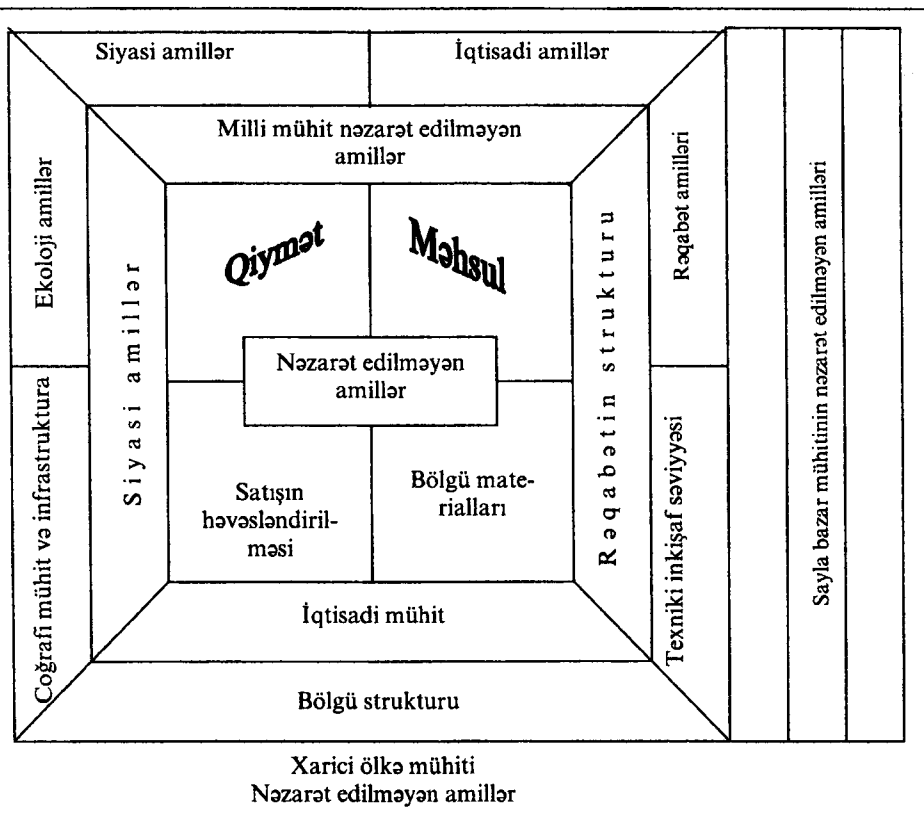 Siyasi amillər
İqtisadi amillər
Milli mühit nəzarət edilməyən
amillər
Ekoloji amillər
Siyasi amillər
Qiymət
Məhsul
Rəqabətin strukturu
Rəqabət amilləri
Sayla bazar mühitinin nəzarət edilməyən amilləri
Nəzarət edilməyən
amillər
Coğrafi mühit və infrastruktura
Satışın
həvəsləndiril-
məsi
Bölgü mate-
rialları
Texniki inkişaf səviyyəsi
İqtisadi mühit
Bölgü strukturu
Xarici ölkə mühiti
Nəzarət edilməyən amillər